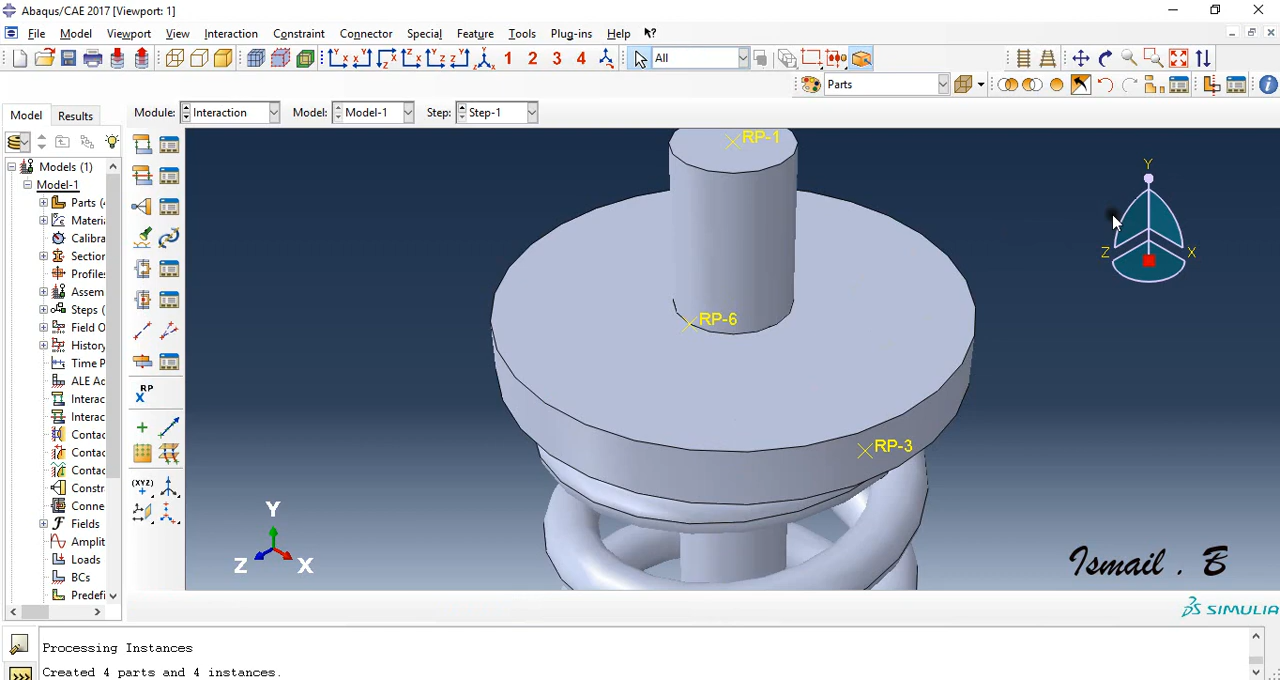 Abaqus/CAE 2017 [Viewport: 1]
File Model Viewport View Interaction Constraint Connector Special Feature Tools Plug-ins Help
1 2 3 4 All
Parts
Model Results Module: Interaction Model: Model-1 Step: Step-1
Models (1)
Model-1
Parts (4
Materia
Calibra
Section
Profiles
Assem
Steps (
Field O
History
Time P
ALE Ad
Interac
Interac
Contac
Contac
Contac
Constr
Conne
Fields
Amplit
Loads
BCs
Predefi
RP
(XYZ)
RP-1
RP-6
RP-3
Y
Z X
Y
Z X
Ismail . B
SIMULIA
Processing Instances
Created 4 parts and 4 instances.
>>>